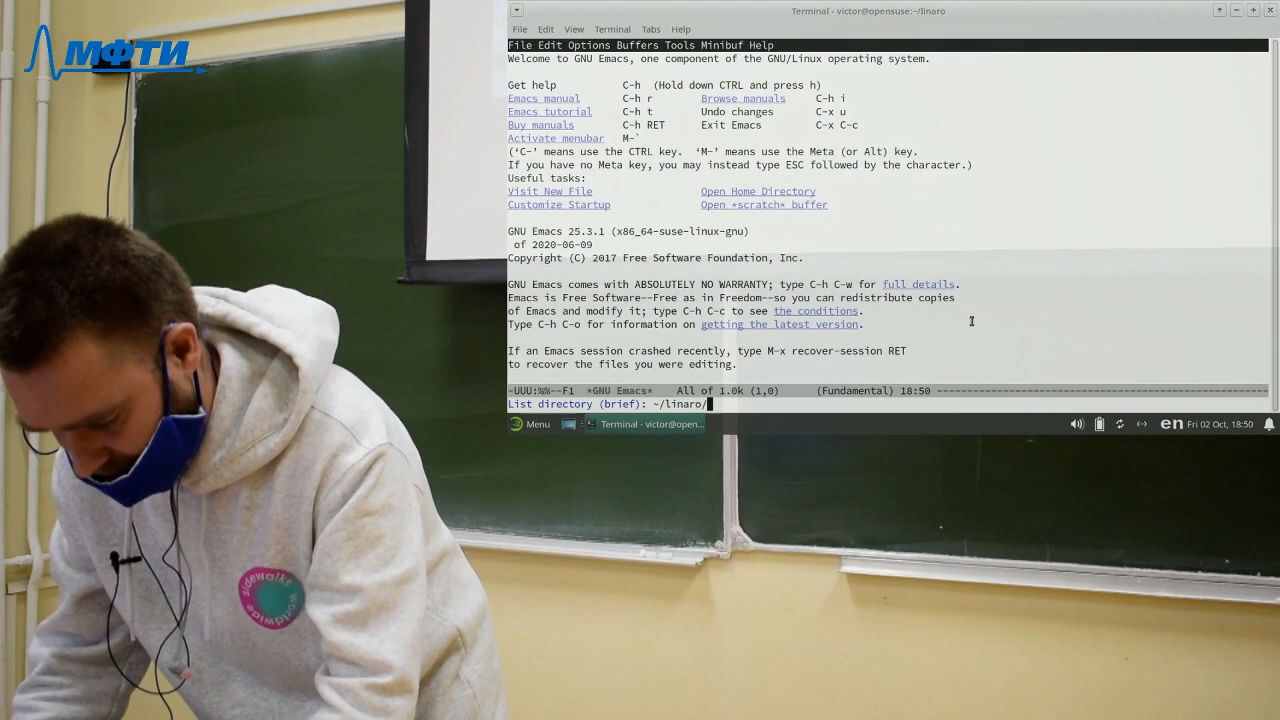 МФТИ
Terminal - victor@opensuse:~/linaro
File Edit View Terminal Tabs Help
File Edit Options Buffers Tools Minibuf Help
Welcome to GNU Emacs, one component of the GNU/Linux operating system.
Get help C-h (Hold down CTRL and press h)
Emacs manual C-h r Browse manuals C-h i
Emacs tutorial C-h t Undo changes C-x u
Buy manuals C-h RET Exit Emacs C-x C-c
Activate menubar M-`
(‘C-’ means use the CTRL key. ‘M-’ means use the Meta (or Alt) key.
If you have no Meta key, you may instead type ESC followed by the character.)
Useful tasks:
Visit New File Open Home Directory
Customize Startup Open *scratch* buffer
GNU Emacs 25.3.1 (x86_64-suse-linux-gnu)
of 2020-06-09
Copyright (C) 2017 Free Software Foundation, Inc.
GNU Emacs comes with ABSOLUTELY NO WARRANTY; type C-h C-w for full details.
Emacs is Free Software--Free as in Freedom--so you can redistribute copies
of Emacs and modify it; type C-h C-c to see the conditions.
Type C-h C-o for information on getting the latest version.
If an Emacs session crashed recently, type M-x recover-session RET
to recover the files you were editing.
-UUU:%%--F1 *GNU Emacs* All of 1.0k (1,0) (Fundamental) 18:50 --------------------------------------------------------
List directory (brief): ~/linaro/
Menu Terminal - victor@open... en Fri 02 Oct, 18:50
sidewalks
worldwide